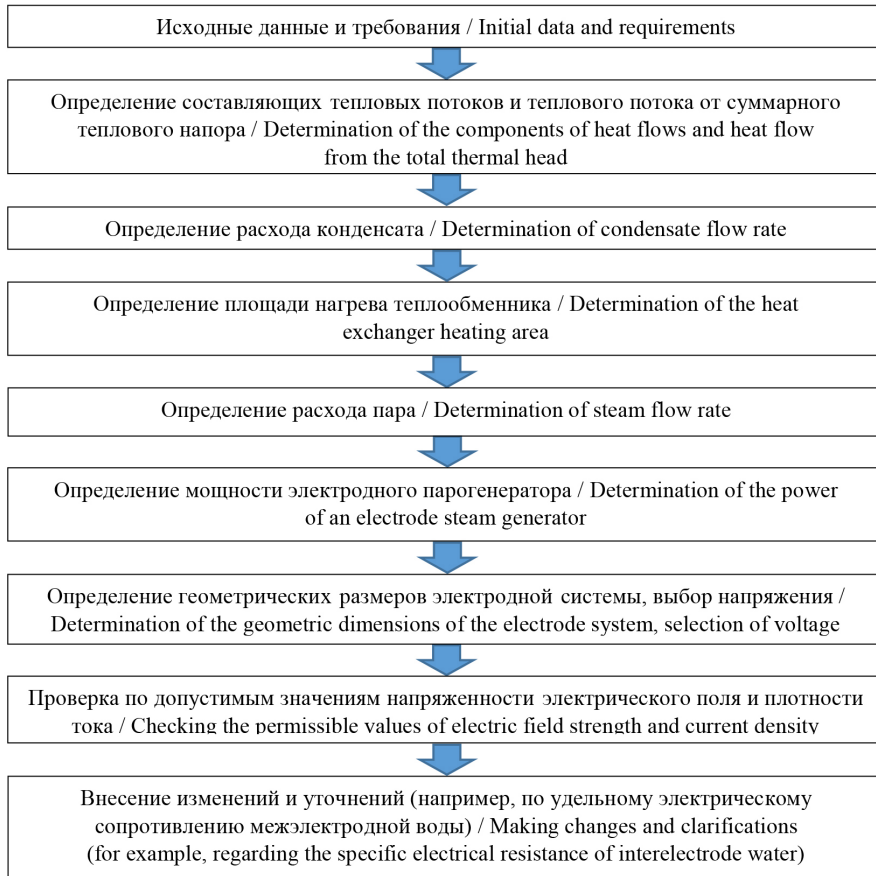 Исходные данные и требования / Initial data and requirements
Определение составляющих тепловых потоков и теплового потока от суммарного
теплового напора / Determination of the components of heat flows and heat flow
from the total thermal head
Определение расхода конденсата / Determination of condensate flow rate
Определение площади нагрева теплообменника / Determination of the heat
exchanger heating area
Определение расхода пара / Determination of steam flow rate
Определение мощности электродного парогенератора / Determination of the power
of an electrode steam generator
Определение геометрических размеров электродной системы, выбор напряжения /
Determination of the geometric dimensions of the electrode system, selection of voltage
Проверка по допустимым значениям напряженности электрического поля и плотности
тока / Checking the permissible values of electric field strength and current density
Внесение изменений и уточнений (например, по удельному электрическому
сопротивлению межэлектродной воды) / Making changes and clarifications
(for example, regarding the specific electrical resistance of interelectrode water)